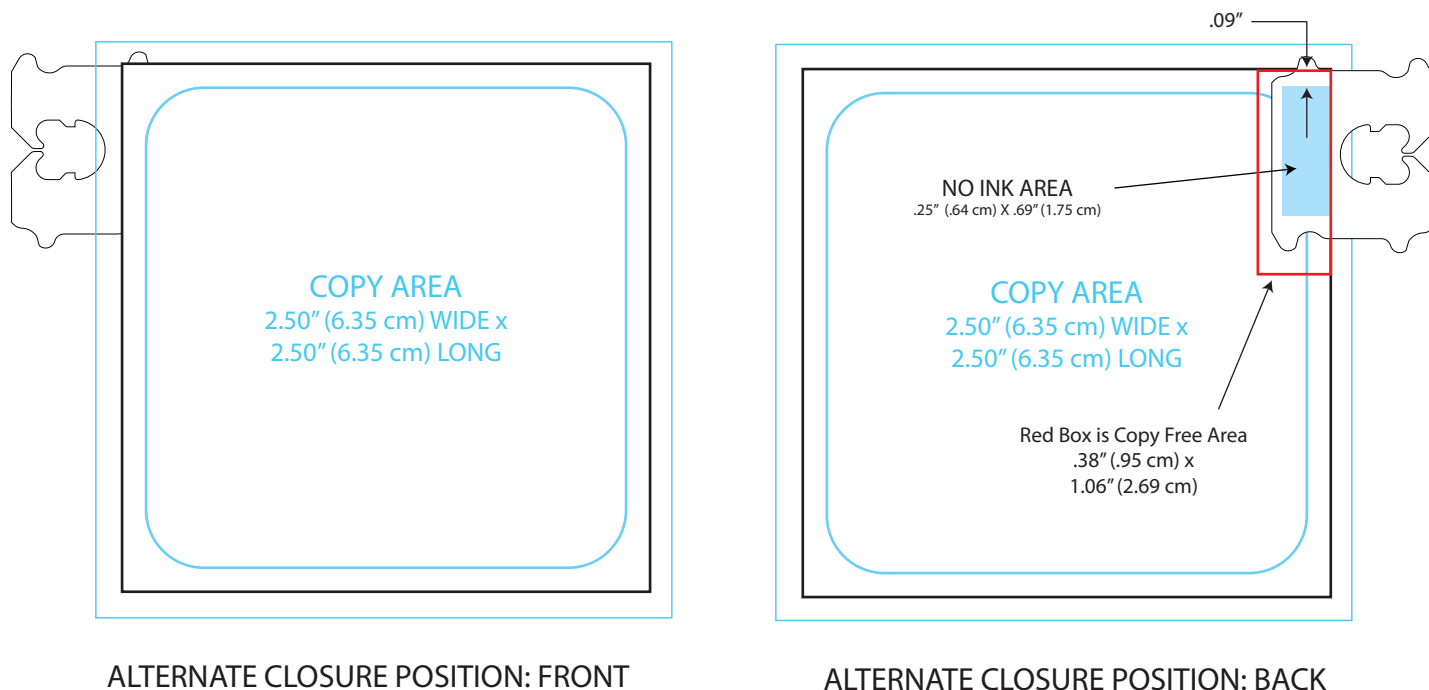 .09”
NO INK AREA
.25” (.64 cm) X .69” (1.75 cm)
COPY AREA
2.50” (6.35 cm) WIDE x
2.50” (6.35 cm) LONG
COPY AREA
2.50” (6.35 cm) WIDE x
2.50” (6.35 cm) LONG
Red Box is Copy Free Area
.38” (.95 cm) x
1.06” (2.69 cm)
ALTERNATE CLOSURE POSITION: FRONT
ALTERNATE CLOSURE POSITION: BACK